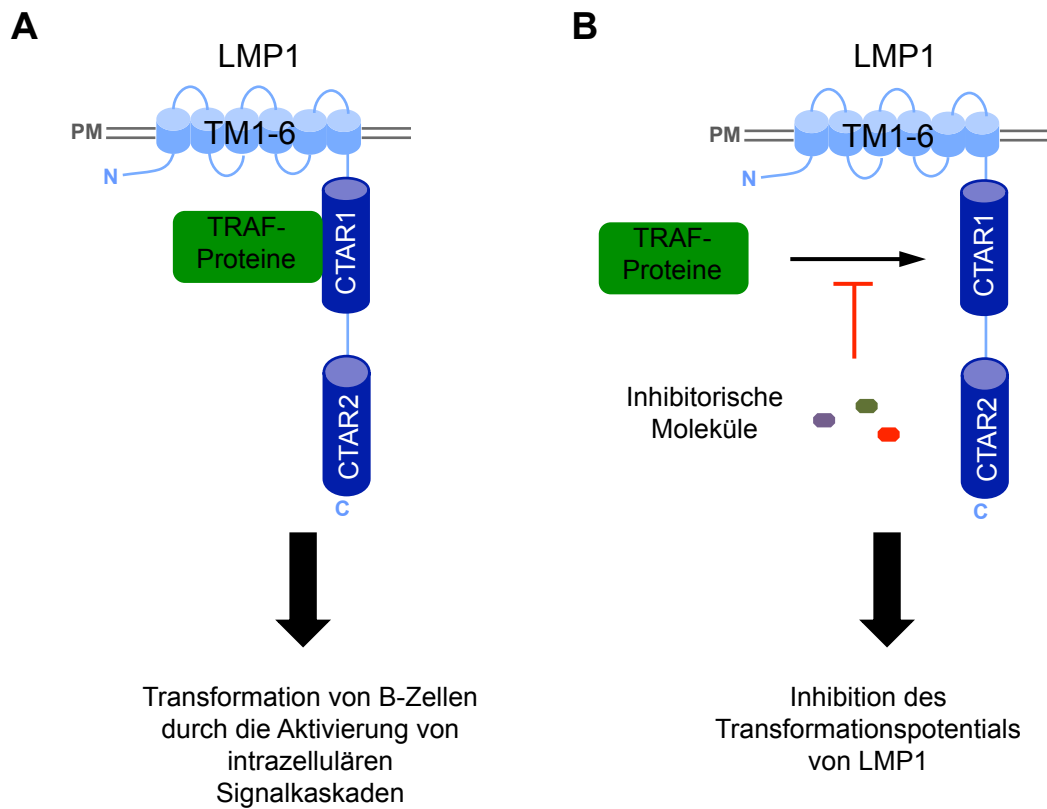 A
LMP1
PM
TM1-6
N
TRAF-
Proteine
CTAR1
CTAR2
C
Transformation von B-Zellen
durch die Aktivierung von
intrazellulären
Signalkaskaden
B
LMP1
PM
TM1-6
N
TRAF-
Proteine
CTAR1
Inhibitorische
Moleküle
CTAR2
C
Inhibition des
Transformationspotentials
von LMP1